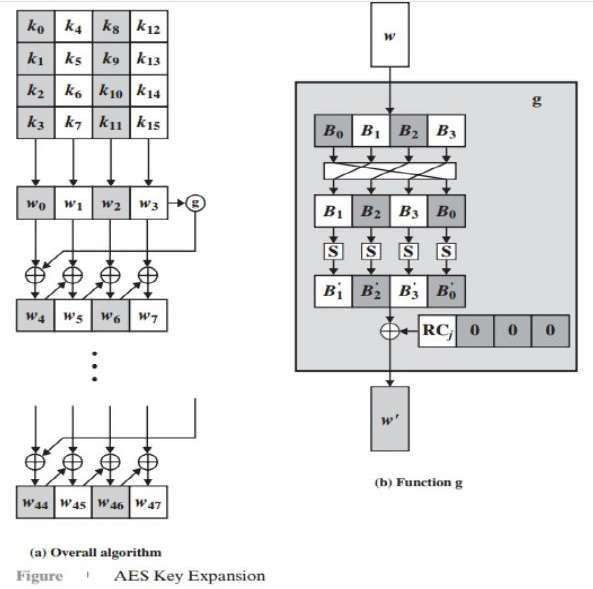 k0 k4 k8 k12
k1 k5 k9 k13
k2 k6 k10 k14
k3 k7 k11 k15
w0 w1 w2 w3 g
w4 w5 w6 w7
w44 w45 w46 w47
(a) Overall algorithm
w
g
B0 B1 B2 B3
B1 B2 B3 B0
S S S S
B'1 B'2 B'3 B'0
RCj 0 0 0
w'
(b) Function g
Figure AES Key Expansion